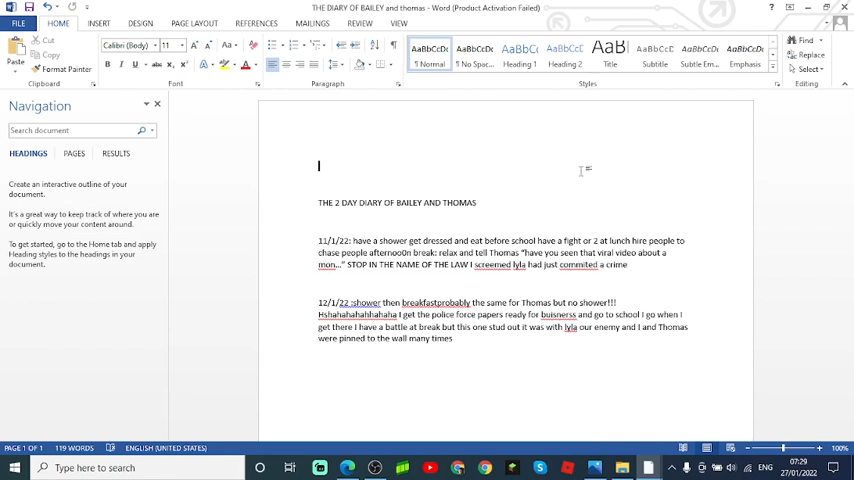 THE DIARY OF BAILEY and thomas - Word (Product Activation Failed)
FILE HOME INSERT DESIGN PAGE LAYOUT REFERENCES MAILINGS REVIEW VIEW
Paste
Cut
Copy
Format Painter
Clipboard
Calibri (Body) 11
Font
Paragraph
AaBbCcDc AaBbCcDc AaBbCc AaBbCcD AaBl AaBbCcD AaBbCcDc AaBbCcDc
¶ Normal ¶ No Spac... Heading 1 Heading 2 Title Subtitle Subtle Em... Emphasis
Styles
Find
Replace
Select
Editing
Navigation
Search document
HEADINGS PAGES RESULTS
Create an interactive outline of your
document.
It's a great way to keep track of where you are
or quickly move your content around.
To get started, go to the Home tab and apply
Heading styles to the headings in your
document.
THE 2 DAY DIARY OF BAILEY AND THOMAS
11/1/22: have a shower get dressed and eat before school have a fight or 2 at lunch hire people to
chase people afternoo0n break: relax and tell Thomas “have you seen that viral video about a
mon…” STOP IN THE NAME OF THE LAW I screemed lyla had just commited a crime
12/1/22 :shower then breakfastprobably the same for Thomas but no shower!!!
Hshahahahahhahaha I get the police force papers ready for buisnerss and go to school I go when I
get there I have a battle at break but this one stud out it was with lyla our enemy and I and Thomas
were pinned to the wall many times
PAGE 1 OF 1 119 WORDS ENGLISH (UNITED STATES) 100%
Type here to search
ENG
07:29
27/01/2022